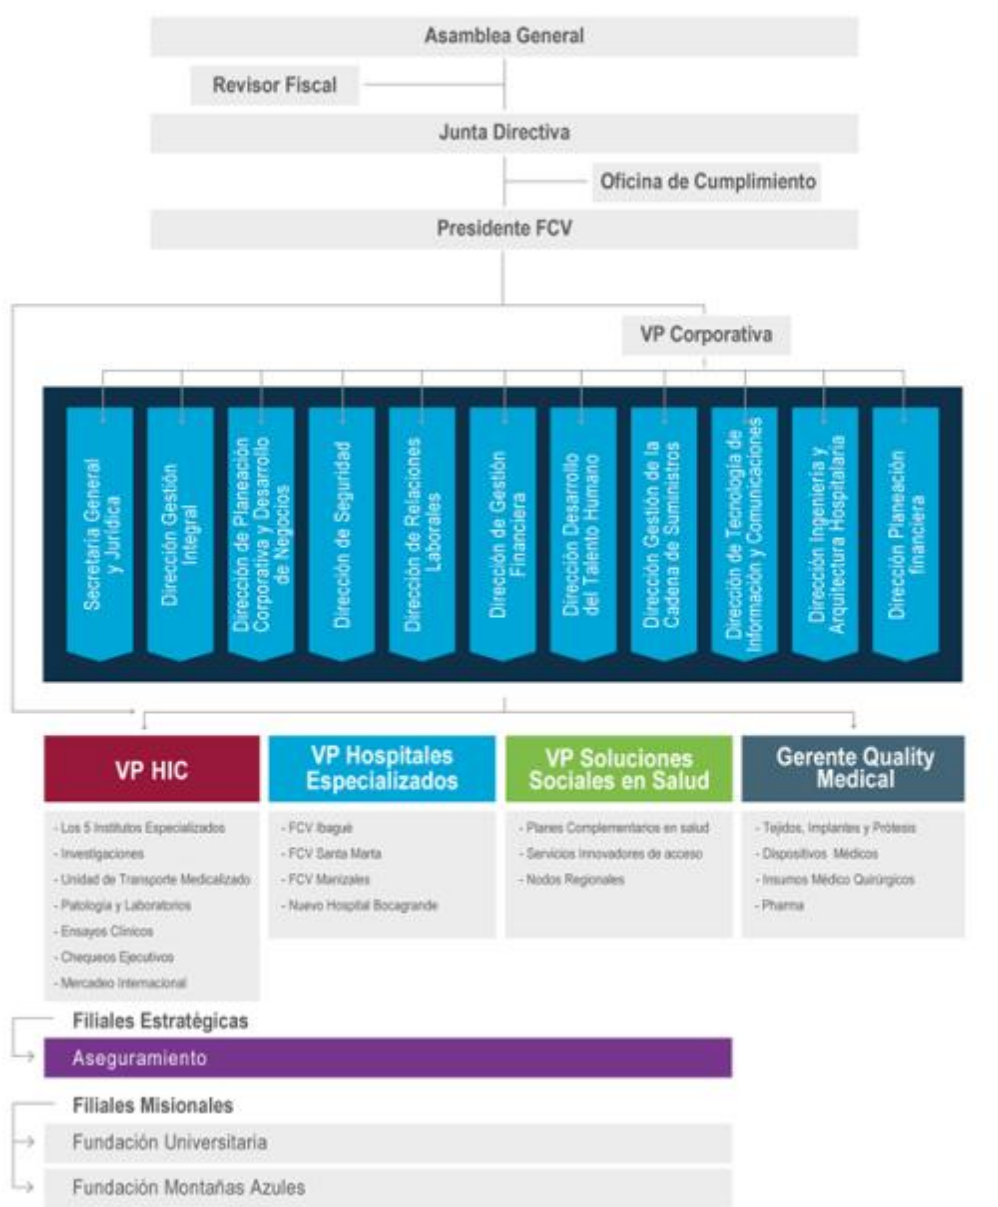 Asamblea General
Revisor Fiscal
Junta Directiva
Oficina de Cumplimiento
Presidente FCV
VP Corporativa
Secretaria General
y Jurídica
Dirección Gestión
Integral
Dirección de Planeación
Corporativa y Desarrollo
de Negocios
Dirección de Seguridad
Dirección de Relaciones
Laborales
Dirección de Gestión
Financiera
Dirección Desarrollo
del Talento Humano
Dirección Gestión de la
Cadena de Suministros
Dirección de Tecnología de
Información y Comunicaciones
Dirección Ingeniería y
Arquitectura Hospitalaria
Dirección Planeación
financiera
VP HIC
- Los 5 Institutos Especializados
- Investigaciones
- Unidad de Transporte Medicalizado
- Patología y Laboratorios
- Ensayos Clínicos
- Chequeos Ejecutivos
- Mercadeo Internacional
VP Hospitales
Especializados
- FCV Ibagué
- FCV Santa Marta
- FCV Manizales
- Nuevo Hospital Bocagrande
VP Soluciones
Sociales en Salud
- Planes Complementarios en salud
- Servicios Innovadores de acceso
- Nodos Regionales
Gerente Quality
Medical
- Tejidos, Implantes y Prótesis
- Dispositivos Médicos
- Insumos Médico Quirúrgicos
- Pharma
Filiales Estratégicas
Aseguramiento
Filiales Misionales
Fundación Universitaria
Fundación Montañas Azules